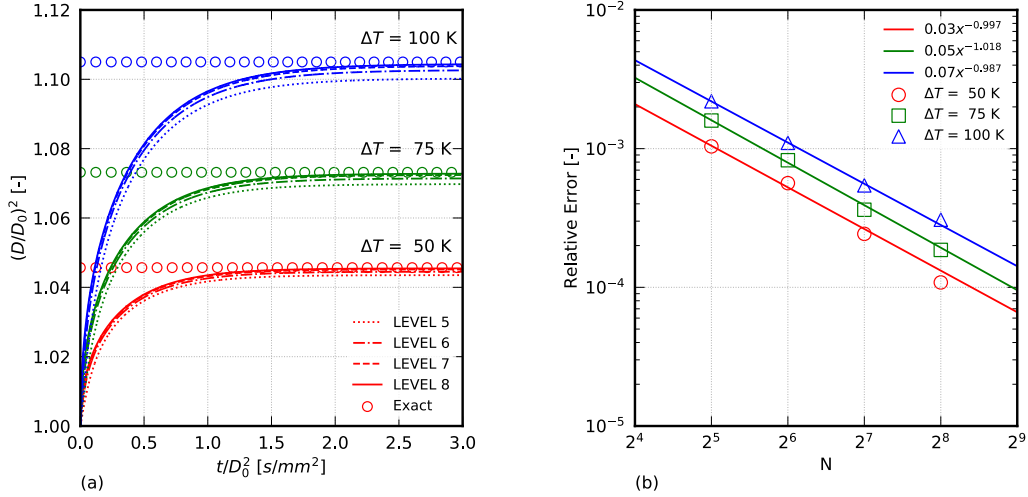 1.12
1.10
1.08
1.06
1.04
1.02
1.00
(D/D₀)² [-]
ΔT = 100 K
ΔT = 75 K
ΔT = 50 K
LEVEL 5
LEVEL 6
LEVEL 7
LEVEL 8
Exact
0.0 0.5 1.0 1.5 2.0 2.5 3.0
t/D₀² [s/mm²]
(a)
10⁻²
10⁻³
10⁻⁴
10⁻⁵
Relative Error [-]
0.03x⁻⁰·⁹⁹⁷
0.05x⁻¹·⁰¹⁸
0.07x⁻⁰·⁹⁸⁷
ΔT = 50 K
ΔT = 75 K
ΔT = 100 K
2⁴ 2⁵ 2⁶ 2⁷ 2⁸ 2⁹
N
(b)